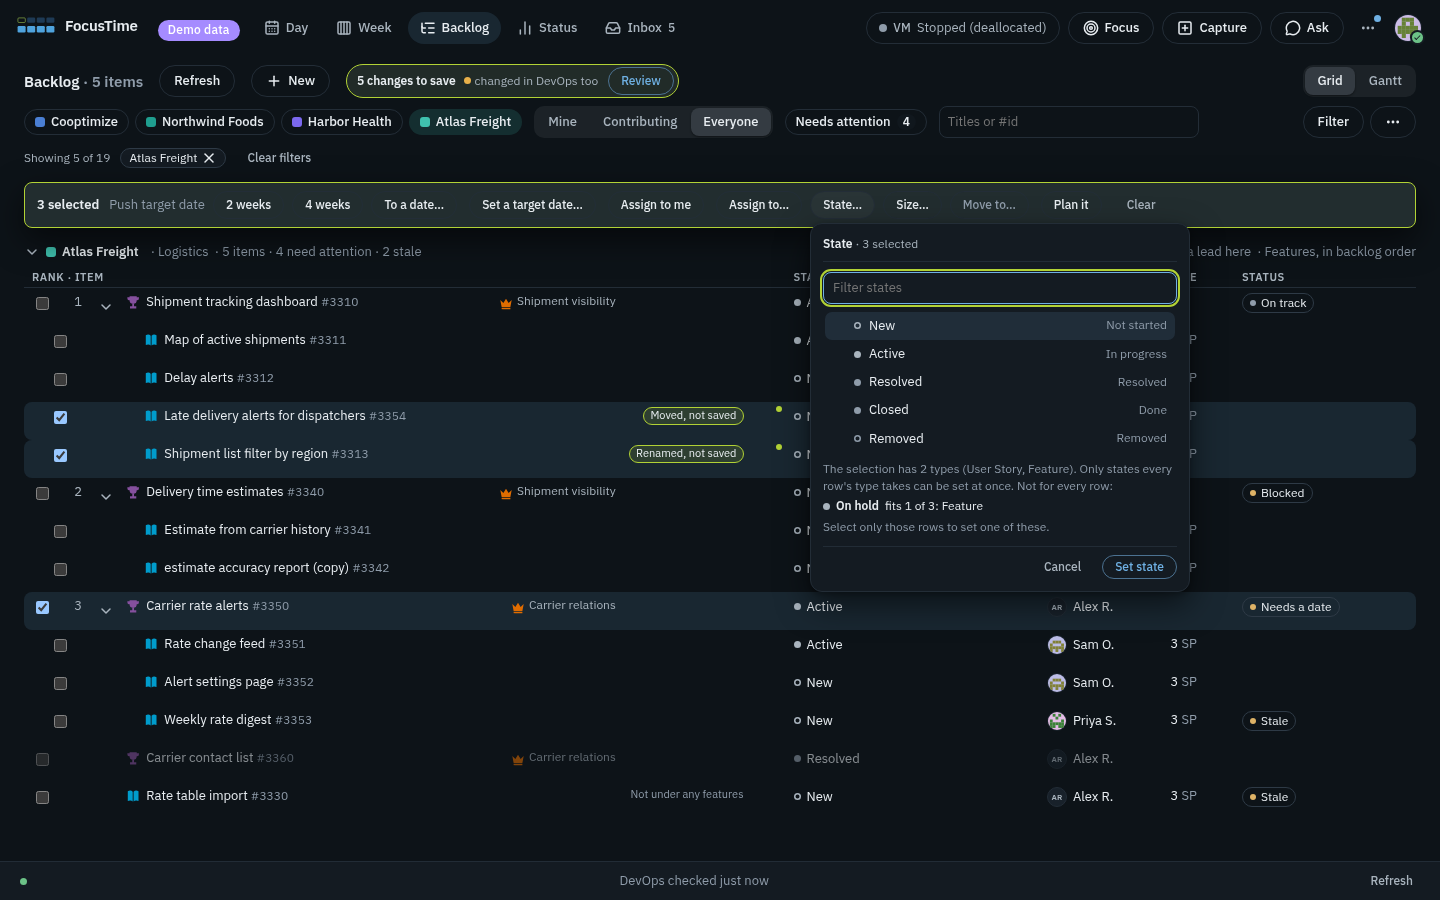 FocusTime Demo data Day Week Backlog Status Inbox 5 VM Stopped (deallocated) Focus Capture Ask
Backlog · 5 items Refresh + New 5 changes to save changed in DevOps too Review Grid Gantt
Cooptimize Northwind Foods Harbor Health Atlas Freight Mine Contributing Everyone Needs attention 4 Titles or #id Filter
Showing 5 of 19 Atlas Freight Clear filters
3 selected Push target date 2 weeks 4 weeks To a date... Set a target date... Assign to me Assign to... State... Size... Move to... Plan it Clear
Atlas Freight · Logistics · 5 items · 4 need attention · 2 stale
a lead here · Features, in backlog order
State · 3 selected
Filter states
New Not started
Active In progress
Resolved Resolved
Closed Done
Removed Removed
The selection has 2 types (User Story, Feature). Only states every
row's type takes can be set at once. Not for every row:
On hold fits 1 of 3: Feature
Select only those rows to set one of these.
Cancel Set state
RANK · ITEM STATUS
1 Shipment tracking dashboard #3310 Shipment visibility On track
Map of active shipments #3311
Delay alerts #3312
Late delivery alerts for dispatchers #3354 Moved, not saved
Shipment list filter by region #3313 Renamed, not saved
2 Delivery time estimates #3340 Shipment visibility Blocked
Estimate from carrier history #3341
estimate accuracy report (copy) #3342
3 Carrier rate alerts #3350 Carrier relations Active AR Alex R. Needs a date
Rate change feed #3351 Active Sam O. 3 SP
Alert settings page #3352 New Sam O. 3 SP
Weekly rate digest #3353 New Priya S. 3 SP Stale
Carrier contact list #3360 Carrier relations Resolved AR Alex R.
Rate table import #3330 Not under any features New AR Alex R. 3 SP Stale
DevOps checked just now Refresh